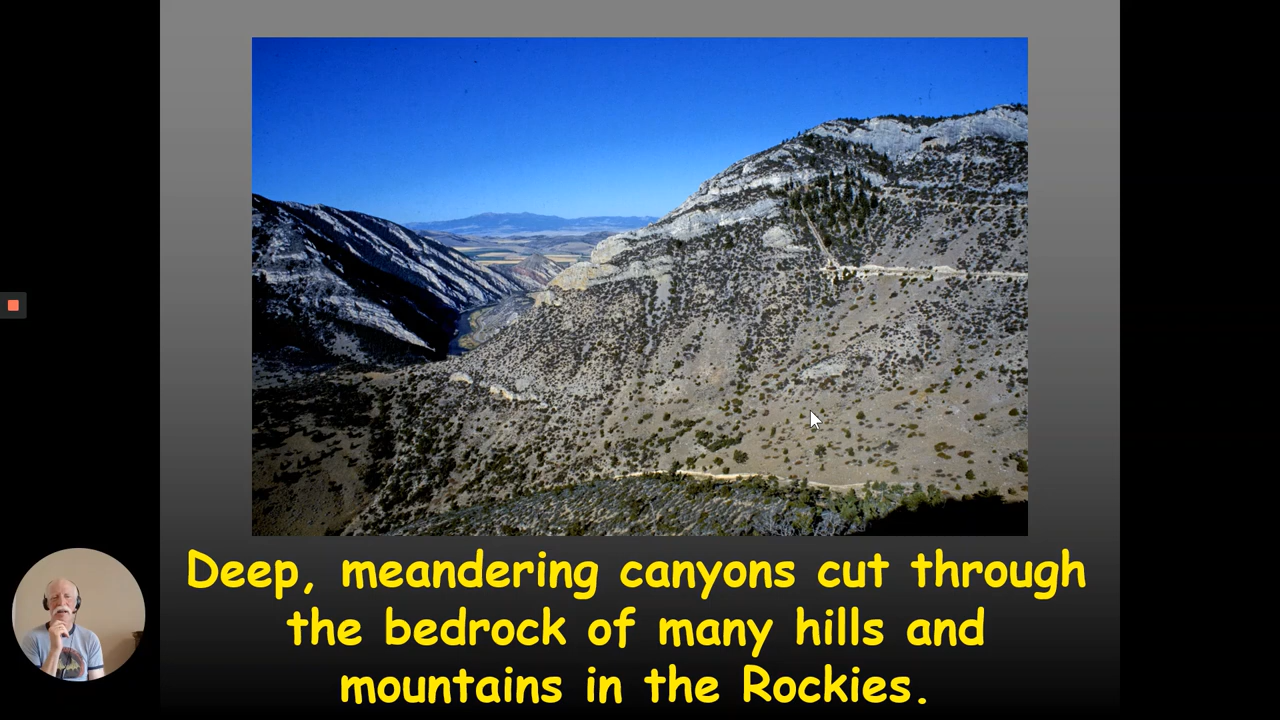 Deep, meandering canyons cut through
the bedrock of many hills and
mountains in the Rockies.